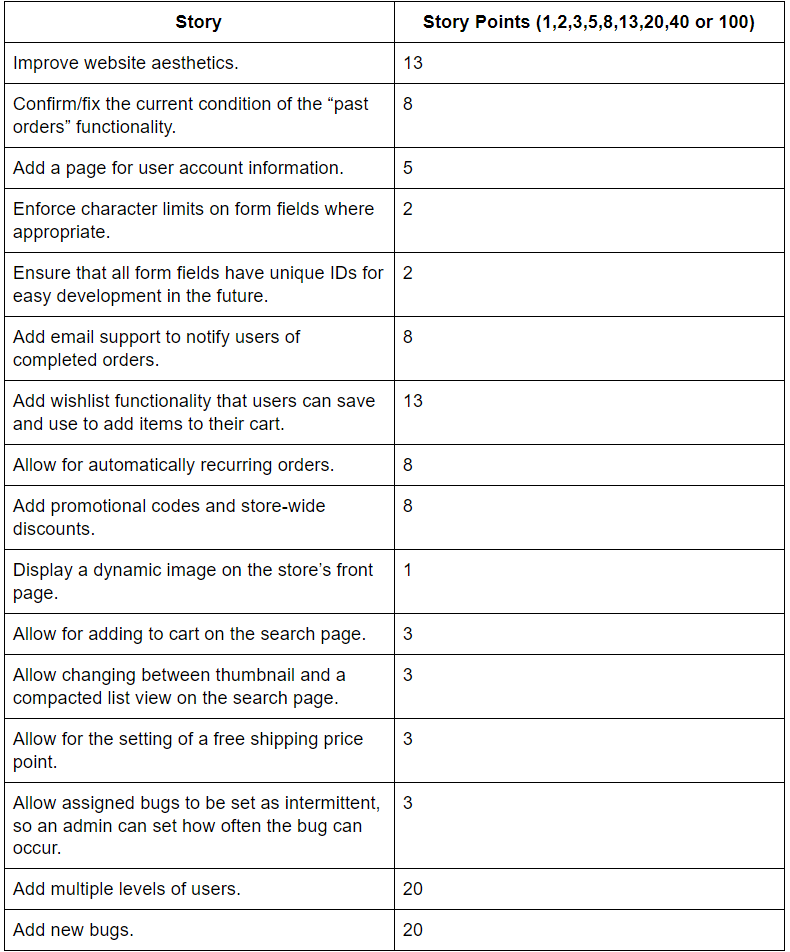 Story Story Points (1,2,3,5,8,13,20,40 or 100)
Improve website aesthetics. 13
Confirm/fix the current condition of the “past 8
orders” functionality.
Add a page for user account information. 5
Enforce character limits on form fields where 2
appropriate.
Ensure that all form fields have unique IDs for 2
easy development in the future.
Add email support to notify users of 8
completed orders.
Add wishlist functionality that users can save 13
and use to add items to their cart.
Allow for automatically recurring orders. 8
Add promotional codes and store-wide 8
discounts.
Display a dynamic image on the store’s front 1
page.
Allow for adding to cart on the search page. 3
Allow changing between thumbnail and a 3
compacted list view on the search page.
Allow for the setting of a free shipping price 3
point.
Allow assigned bugs to be set as intermittent, 3
so an admin can set how often the bug can
occur.
Add multiple levels of users. 20
Add new bugs. 20